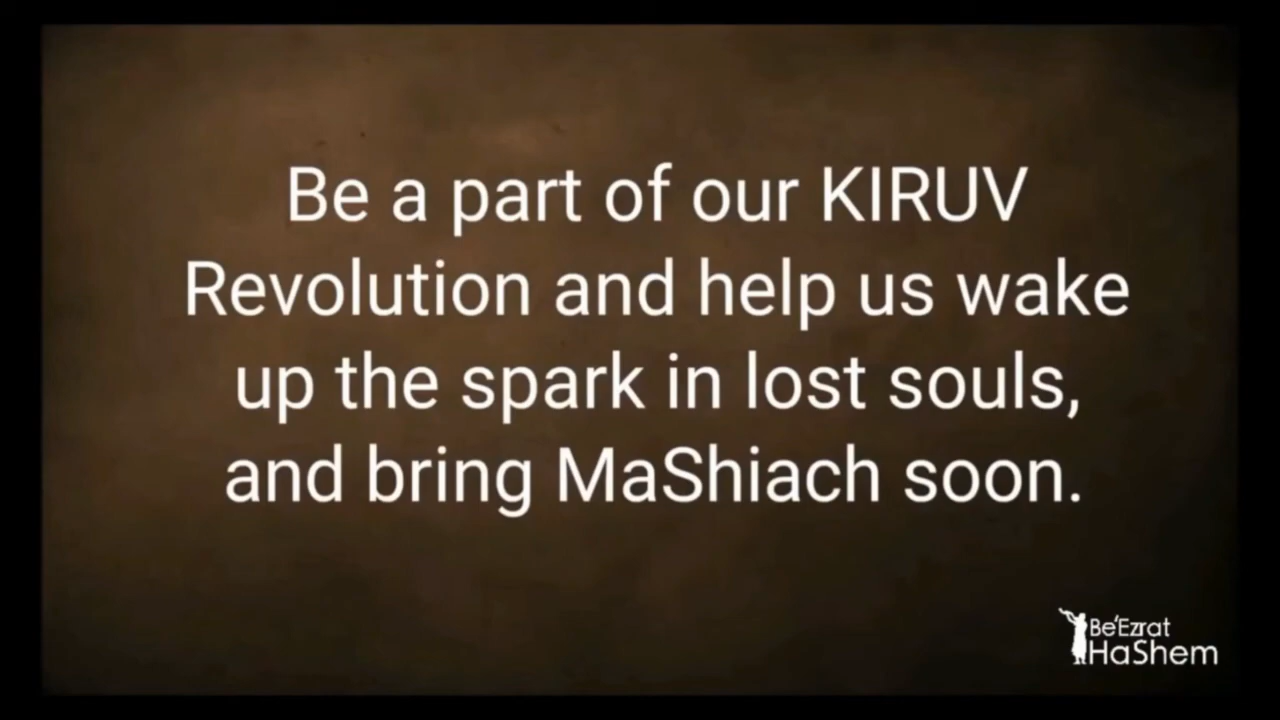 Be a part of our KIRUV
Revolution and help us wake
up the spark in lost souls,
and bring MaShiach soon.
Be'Ezrat
HaShem